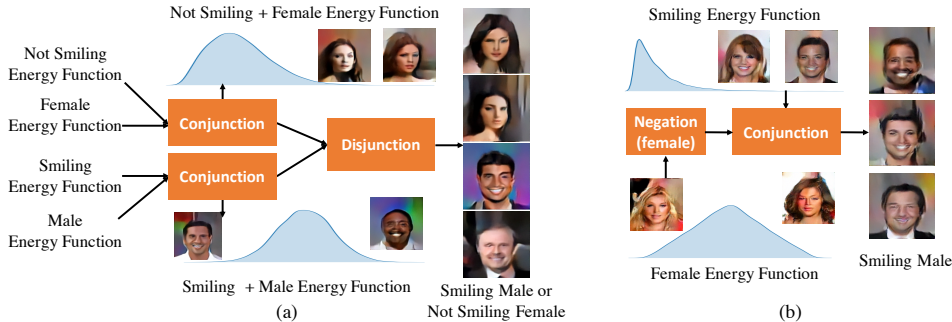 Not Smiling + Female Energy Function
Not Smiling
Energy Function
Female
Energy Function
Smiling
Energy Function
Male
Energy Function
Conjunction
Conjunction
Disjunction
Smiling + Male Energy Function
Smiling Male or
Not Smiling Female
(a)
Smiling Energy Function
Negation
(female)
Conjunction
Female Energy Function
Smiling Male
(b)